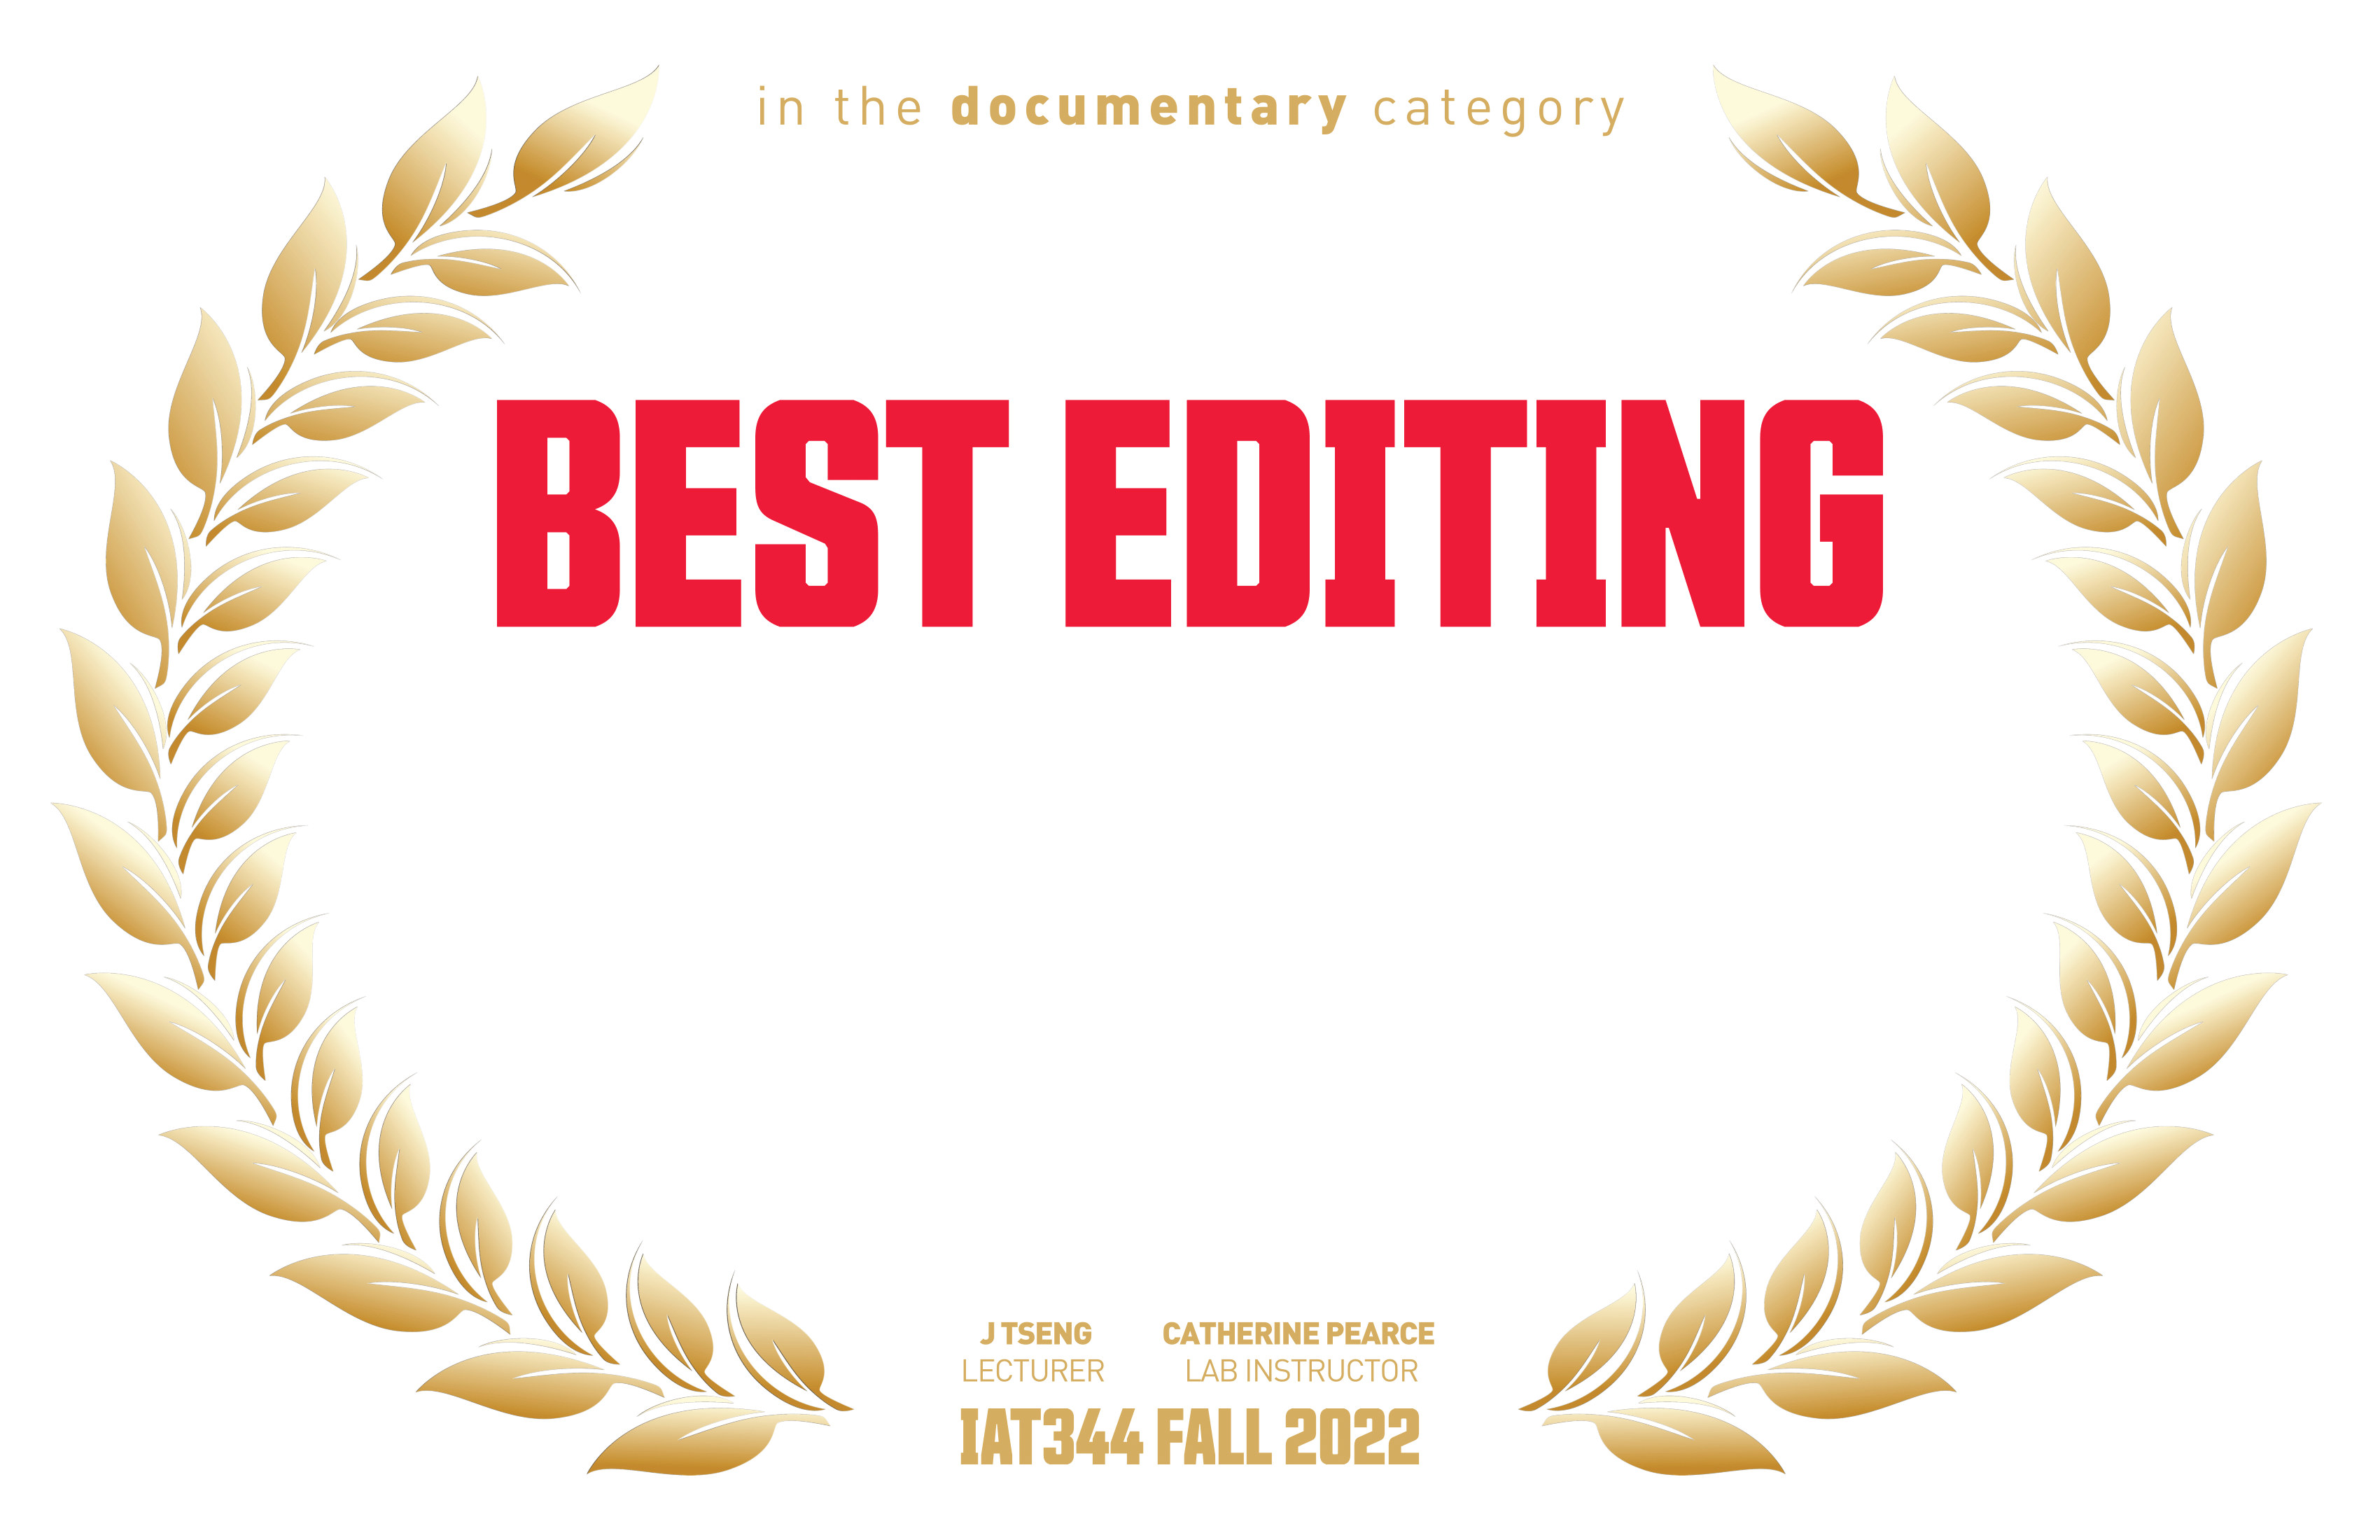 in the documentary category
BEST EDITING
J TSENG CATHERINE PEARCE
LECTURER LAB INSTRUCTOR
IAT344 FALL 2022